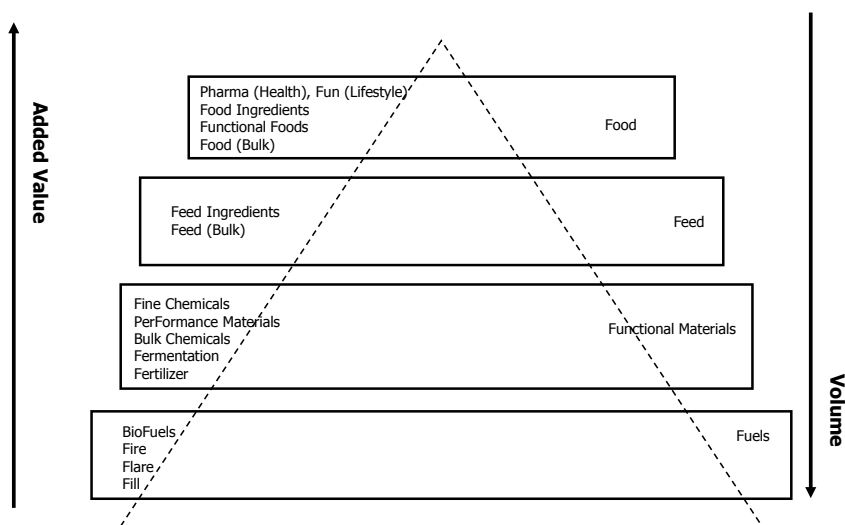 Added Value
Pharma (Health), Fun (Lifestyle)
Food Ingredients
Functional Foods
Food (Bulk)
Food
Feed Ingredients
Feed (Bulk)
Feed
Fine Chemicals
PerFormance Materials
Bulk Chemicals
Fermentation
Fertilizer
Functional Materials
BioFuels
Fire
Flare
Fill
Fuels
Volume